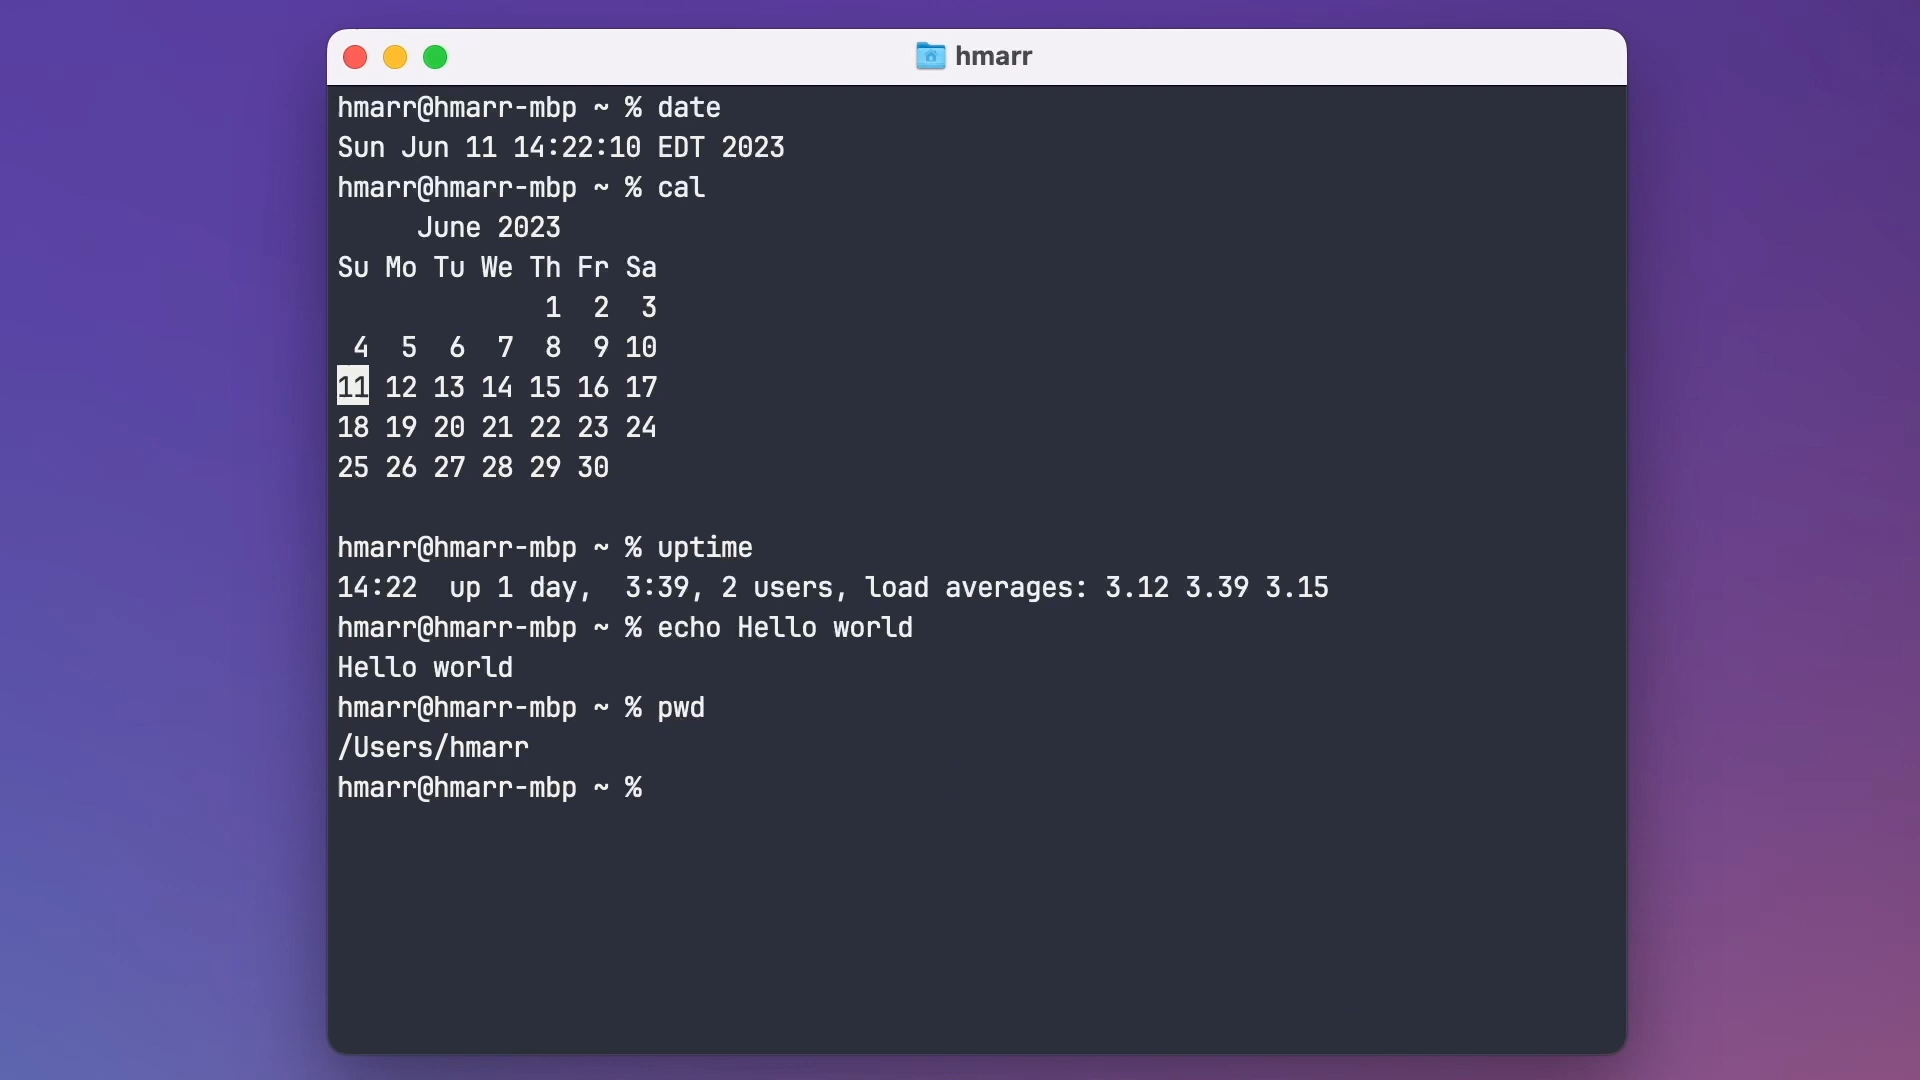 hmarr
hmarr@hmarr-mbp ~ % date
Sun Jun 11 14:22:10 EDT 2023
hmarr@hmarr-mbp ~ % cal
     June 2023
Su Mo Tu We Th Fr Sa
             1  2  3
 4  5  6  7  8  9 10
11 12 13 14 15 16 17
18 19 20 21 22 23 24
25 26 27 28 29 30
hmarr@hmarr-mbp ~ % uptime
14:22  up 1 day,  3:39, 2 users, load averages: 3.12 3.39 3.15
hmarr@hmarr-mbp ~ % echo Hello world
Hello world
hmarr@hmarr-mbp ~ % pwd
/Users/hmarr
hmarr@hmarr-mbp ~ %